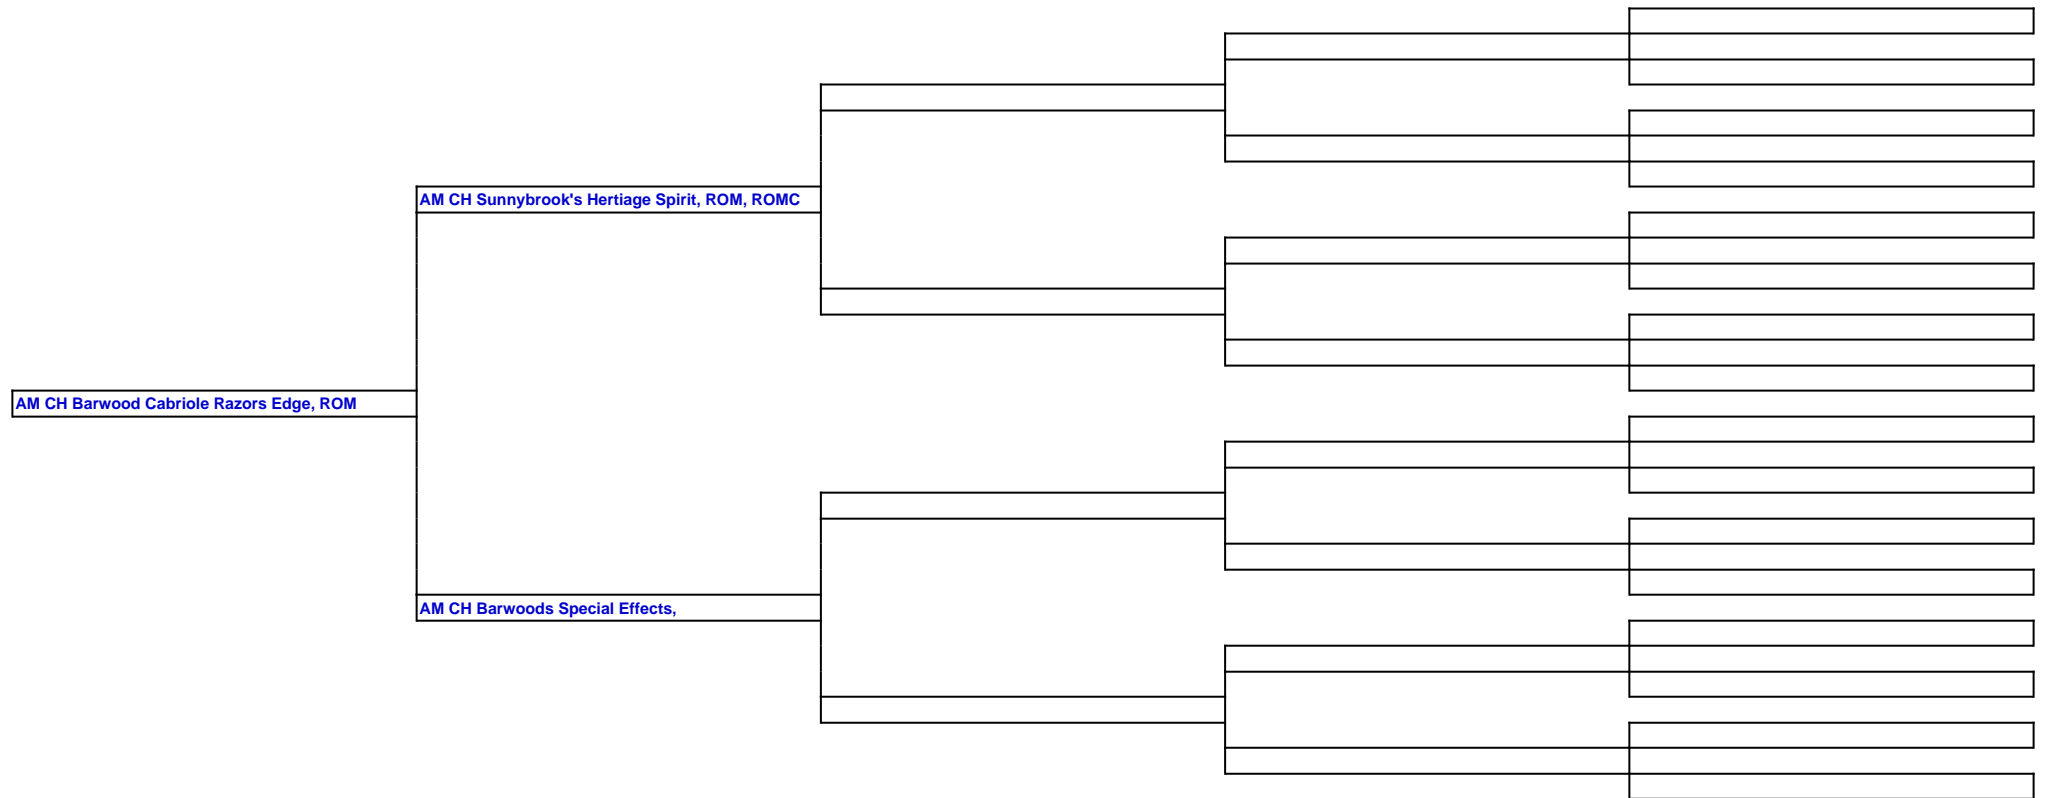 AM CH Sunnybrook's Hertiage Spirit, ROM, ROMC
AM CH Barwood Cabriole Razors Edge, ROM
AM CH Barwoods Special Effects,